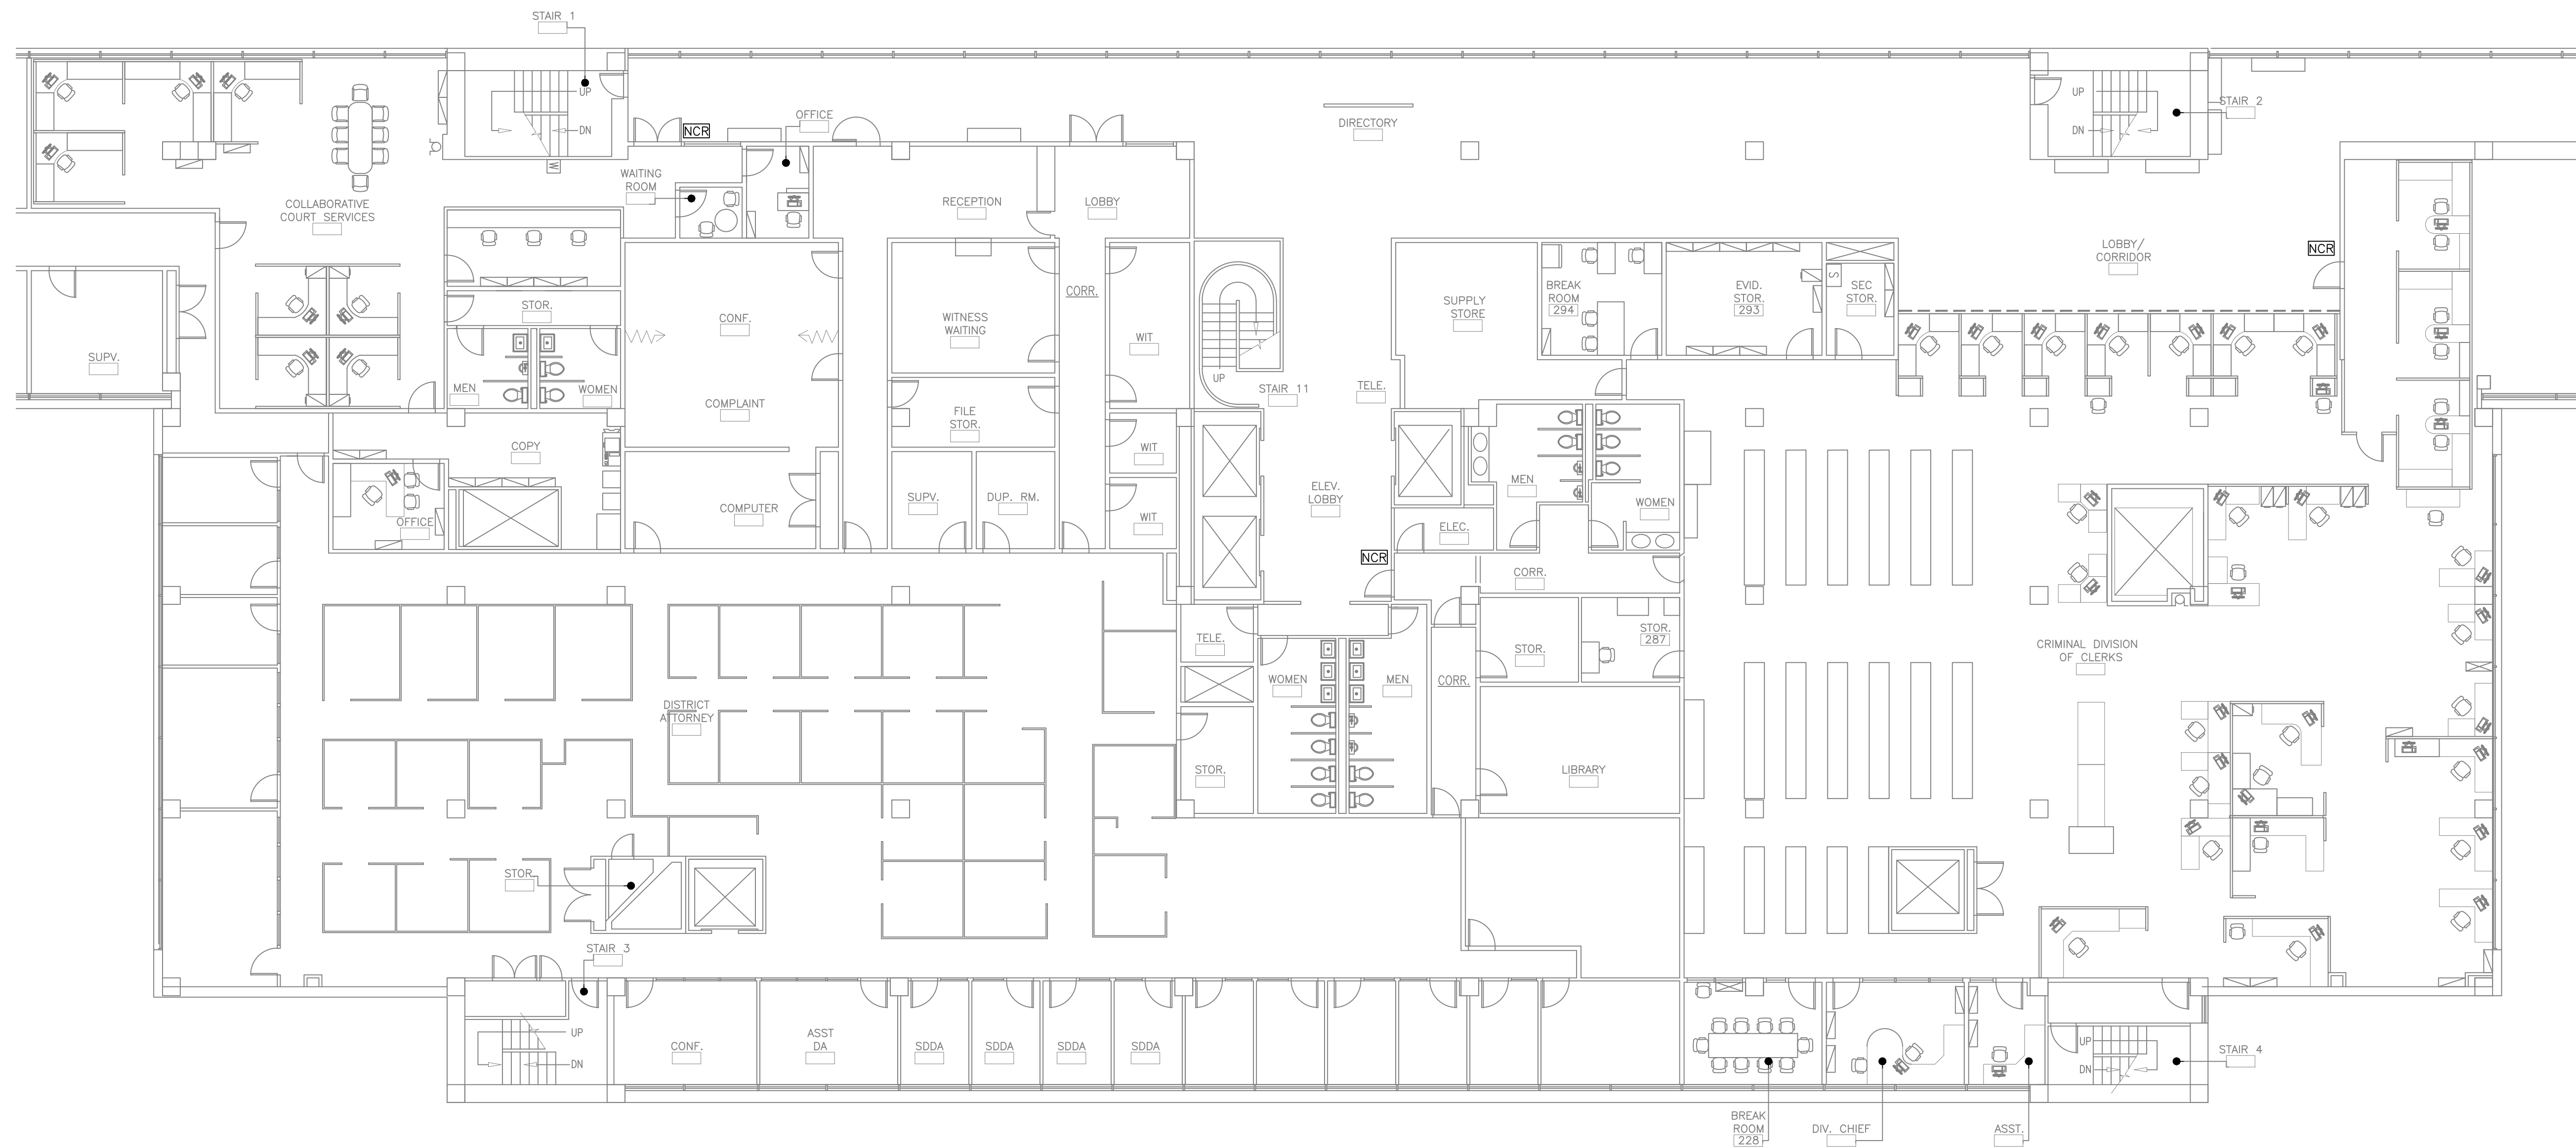 STAIR 1
UP
DN
NCR
OFFICE
DIRECTORY
UP
DN
STAIR 2
WAITING
ROOM
COLLABORATIVE
COURT SERVICES
RECEPTION
LOBBY
LOBBY/
CORRIDOR
NCR
STOR.
CONF.
WITNESS
WAITING
CORR.
WIT
SUPPLY
STORE
BREAK
ROOM
294
EVID.
STOR.
293
SEC
STOR.
S
SUPV.
MEN
WOMEN
UP
STAIR 11
TELE.
COMPLAINT
FILE
STOR.
COPY
WIT
SUPV.
DUP. RM.
ELEV.
LOBBY
MEN
WOMEN
COMPUTER
WIT
OFFICE
ELEC.
NCR
CORR.
TELE.
STOR.
STOR.
287
CRIMINAL DIVISION
OF CLERKS
WOMEN
MEN
CORR.
DISTRICT
ATTORNEY
STOR.
LIBRARY
STOR.
STAIR 3
UP
DN
CONF.
ASST
DA
SDDA
SDDA
SDDA
SDDA
UP
DN
STAIR 4
BREAK
ROOM
228
DIV. CHIEF
ASST.